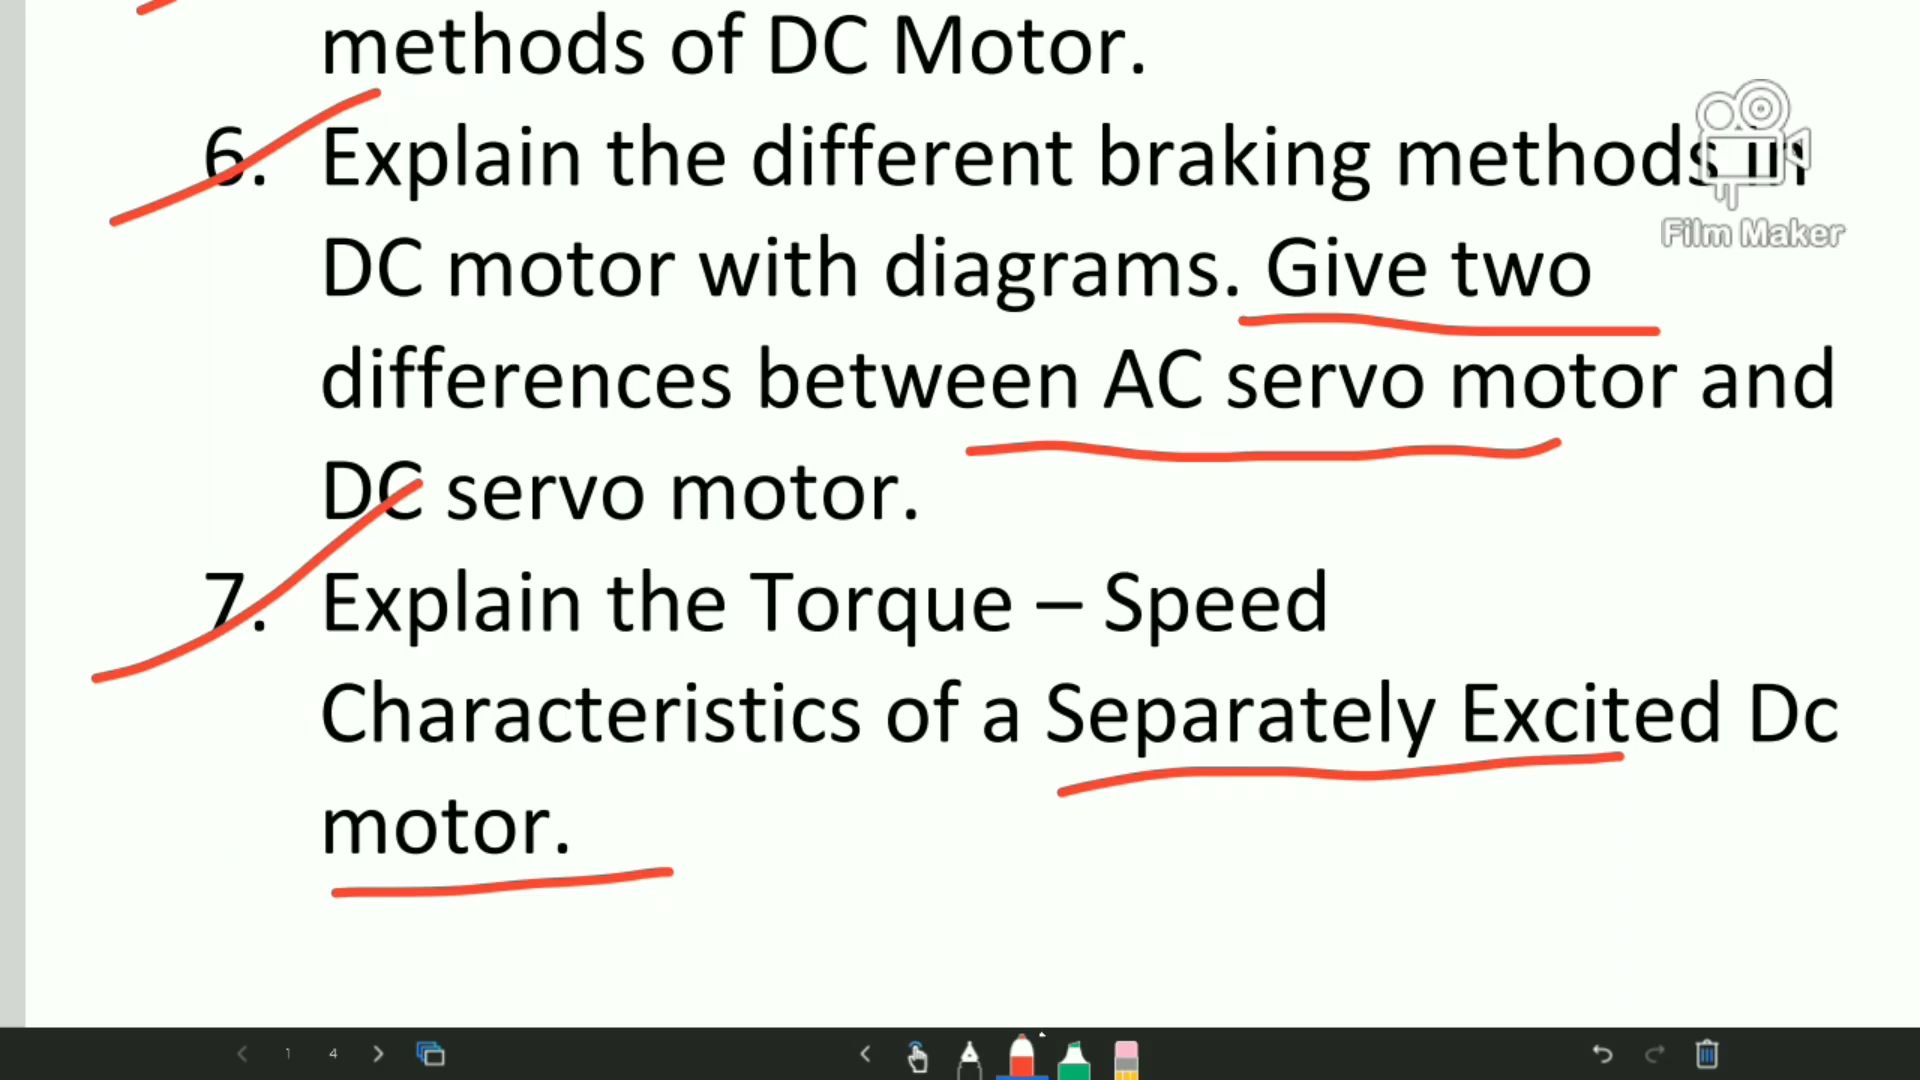 methods of DC Motor.
6. Explain the different braking methods in
DC motor with diagrams. Give two
differences between AC servo motor and
DC servo motor.
7. Explain the Torque – Speed
Characteristics of a Separately Excited Dc
motor.
Film Maker
1 4